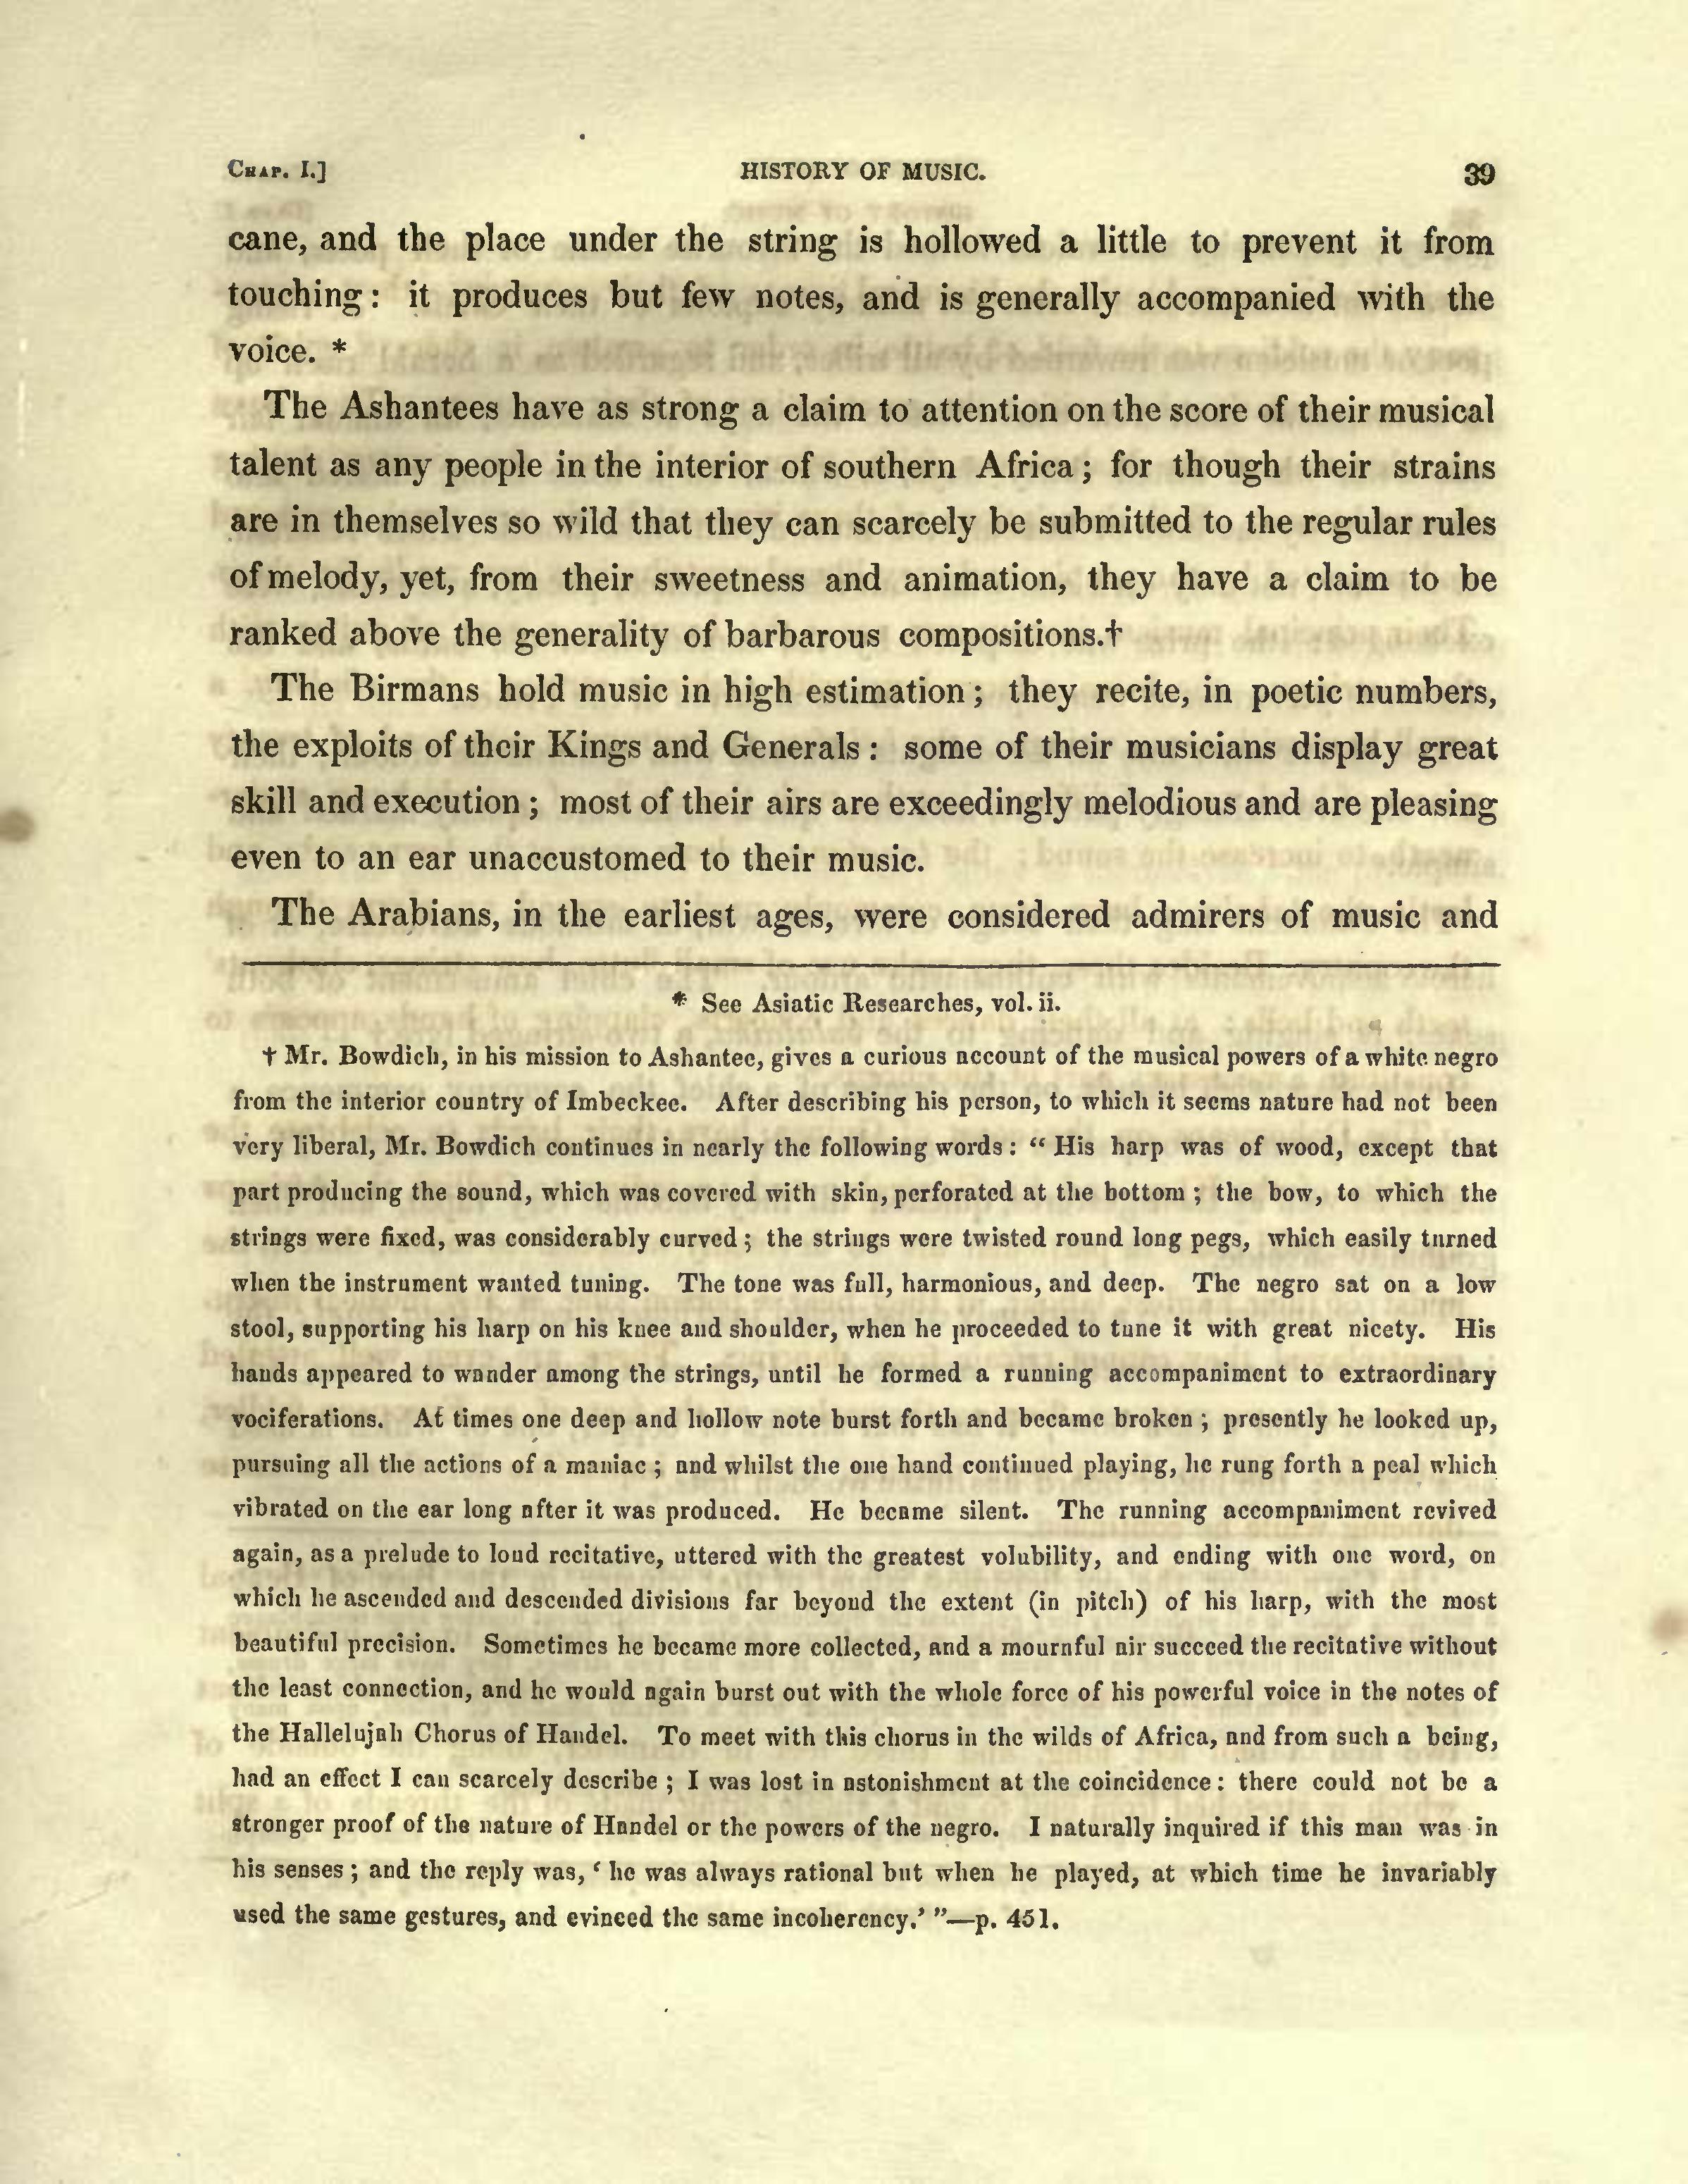 CHAP. I.] HISTORY OF MUSIC. 39
cane, and the place under the string is hollowed a little to prevent it from
touching: it produces but few notes, and is generally accompanied with the
voice. *
The Ashantees have as strong a claim to attention on the score of their musical
talent as any people in the interior of southern Africa; for though their strains
are in themselves so wild that they can scarcely be submitted to the regular rules
of melody, yet, from their sweetness and animation, they have a claim to be
ranked above the generality of barbarous compositions.†
The Birmans hold music in high estimation; they recite, in poetic numbers,
the exploits of their Kings and Generals: some of their musicians display great
skill and execution; most of their airs are exceedingly melodious and are pleasing
even to an ear unaccustomed to their music.
The Arabians, in the earliest ages, were considered admirers of music and
* See Asiatic Researches, vol. ii.
† Mr. Bowdich, in his mission to Ashantee, gives a curious account of the musical powers of a white negro
from the interior country of Imbeckee. After describing his person, to which it seems nature had not been
very liberal, Mr. Bowdich continues in nearly the following words: “ His harp was of wood, except that
part producing the sound, which was covered with skin, perforated at the bottom; the bow, to which the
strings were fixed, was considerably curved; the strings were twisted round long pegs, which easily turned
when the instrument wanted tuning. The tone was full, harmonious, and deep. The negro sat on a low
stool, supporting his harp on his knee and shoulder, when he proceeded to tune it with great nicety. His
hands appeared to wander among the strings, until he formed a running accompaniment to extraordinary
vociferations. At times one deep and hollow note burst forth and became broken; presently he looked up,
pursuing all the actions of a maniac; and whilst the one hand continued playing, he rung forth a peal which
vibrated on the ear long after it was produced. He became silent. The running accompaniment revived
again, as a prelude to loud recitative, uttered with the greatest volubility, and ending with one word, on
which he ascended and descended divisions far beyond the extent (in pitch) of his harp, with the most
beautiful precision. Sometimes he became more collected, and a mournful air succeed the recitative without
the least connection, and he would again burst out with the whole force of his powerful voice in the notes of
the Hallelujah Chorus of Handel. To meet with this chorus in the wilds of Africa, and from such a being,
had an effect I can scarcely describe; I was lost in astonishment at the coincidence: there could not be a
stronger proof of the nature of Handel or the powers of the negro. I naturally inquired if this man was in
his senses; and the reply was, ‘ he was always rational but when he played, at which time he invariably
used the same gestures, and evinced the same incoherency.’ ”—p. 451.